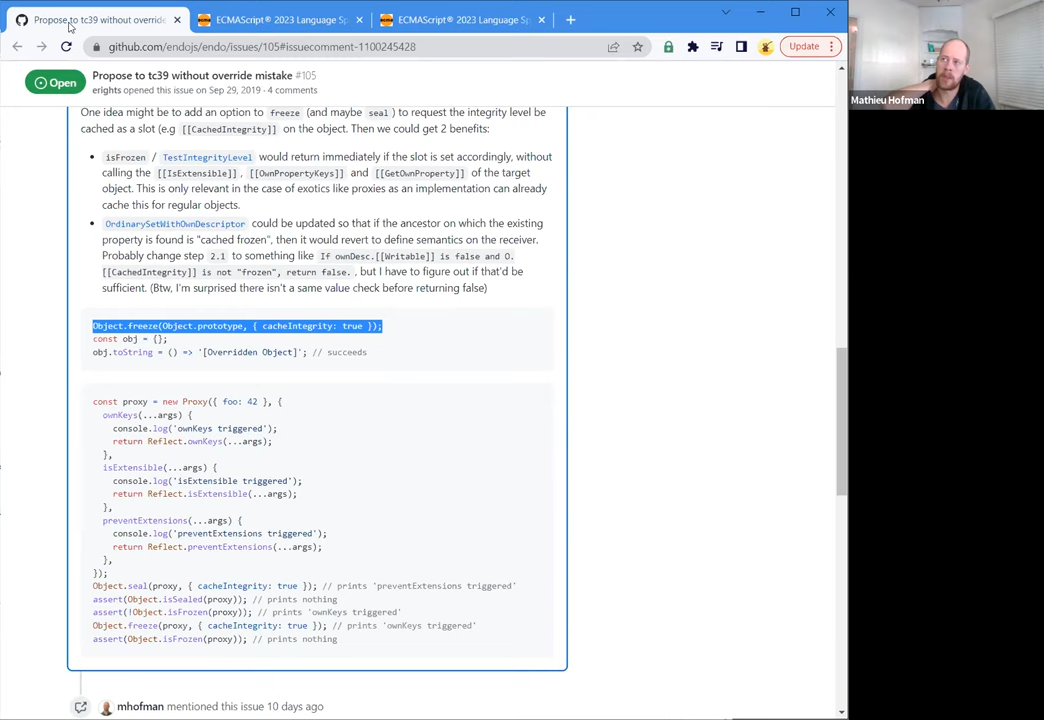 Propose to tc39 without override
ECMAScript® 2023 Language Sp
ECMAScript® 2023 Language Sp
github.com/endojs/endo/issues/105#issuecomment-1100245428
Update
Mathieu Hofman
Open
Propose to tc39 without override mistake #105
erights opened this issue on Sep 29, 2019 · 4 comments
One idea might be to add an option to freeze (and maybe seal) to request the integrity level be
cached as a slot (e.g [[CachedIntegrity]] on the object. Then we could get 2 benefits:
• isFrozen / TestIntegrityLevel would return immediately if the slot is set accordingly, without
calling the [[IsExtensible]], [[OwnPropertyKeys]] and [[GetOwnProperty]] of the target
object. This is only relevant in the case of exotics like proxies as an implementation can already
cache this for regular objects.
• OrdinarySetWithOwnDescriptor could be updated so that if the ancestor on which the existing
property is found is "cached frozen", then it would revert to define semantics on the receiver.
Probably change step 2.1 to something like If ownDesc.[[Writable]] is false and O.
[[CachedIntegrity]] is not "frozen", return false., but I have to figure out if that'd be
sufficient. (Btw, I'm surprised there isn't a same value check before returning false)
Object.freeze(Object.prototype, { cacheIntegrity: true });
const obj = {};
obj.toString = () => '[Overridden Object]'; // succeeds
const proxy = new Proxy({ foo: 42 }, {
ownKeys(...args) {
console.log('ownKeys triggered');
return Reflect.ownKeys(...args);
},
isExtensible(...args) {
console.log('isExtensible triggered');
return Reflect.isExtensible(...args);
},
preventExtensions(...args) {
console.log('preventExtensions triggered');
return Reflect.preventExtensions(...args);
},
});
Object.seal(proxy, { cacheIntegrity: true }); // prints 'preventExtensions triggered'
assert(Object.isSealed(proxy)); // prints nothing
assert(!Object.isFrozen(proxy)); // prints 'ownKeys triggered'
Object.freeze(proxy, { cacheIntegrity: true }); // prints 'ownKeys triggered'
assert(Object.isFrozen(proxy)); // prints nothing
mhofman mentioned this issue 10 days ago